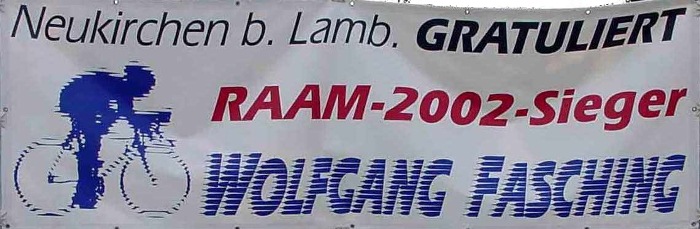 Neukirchen b. Lamb. GRATULIERT
RAAM-2002-Sieger
WOLFGANG FASCHING